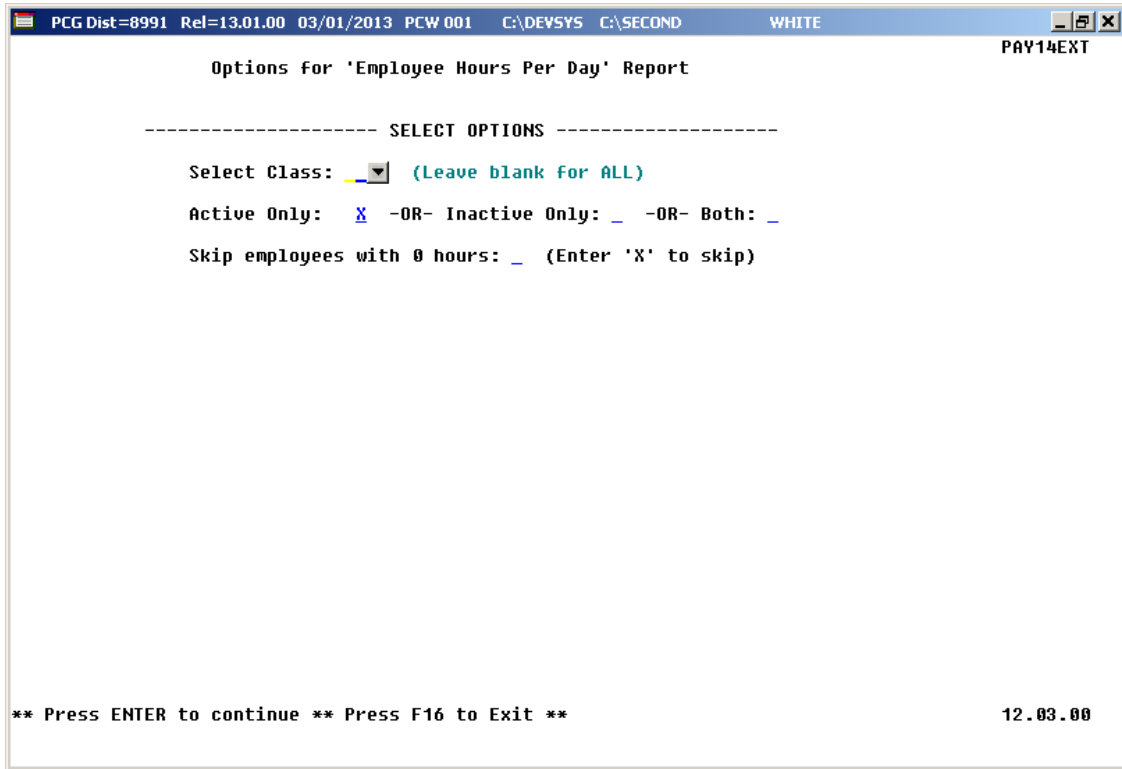 PCG Dist=8991 Rel=13.01.00 03/01/2013 PCW 001 C:\DEVSYS C:\SECOND WHITE
PAY14EXT
Options for 'Employee Hours Per Day' Report
--------------------- SELECT OPTIONS --------------------
Select Class: _ _ (Leave blank for ALL)
Active Only: X -OR- Inactive Only: _ -OR- Both: _
Skip employees with 0 hours: _ (Enter 'X' to skip)
** Press ENTER to continue ** Press F16 to Exit ** 12.03.00